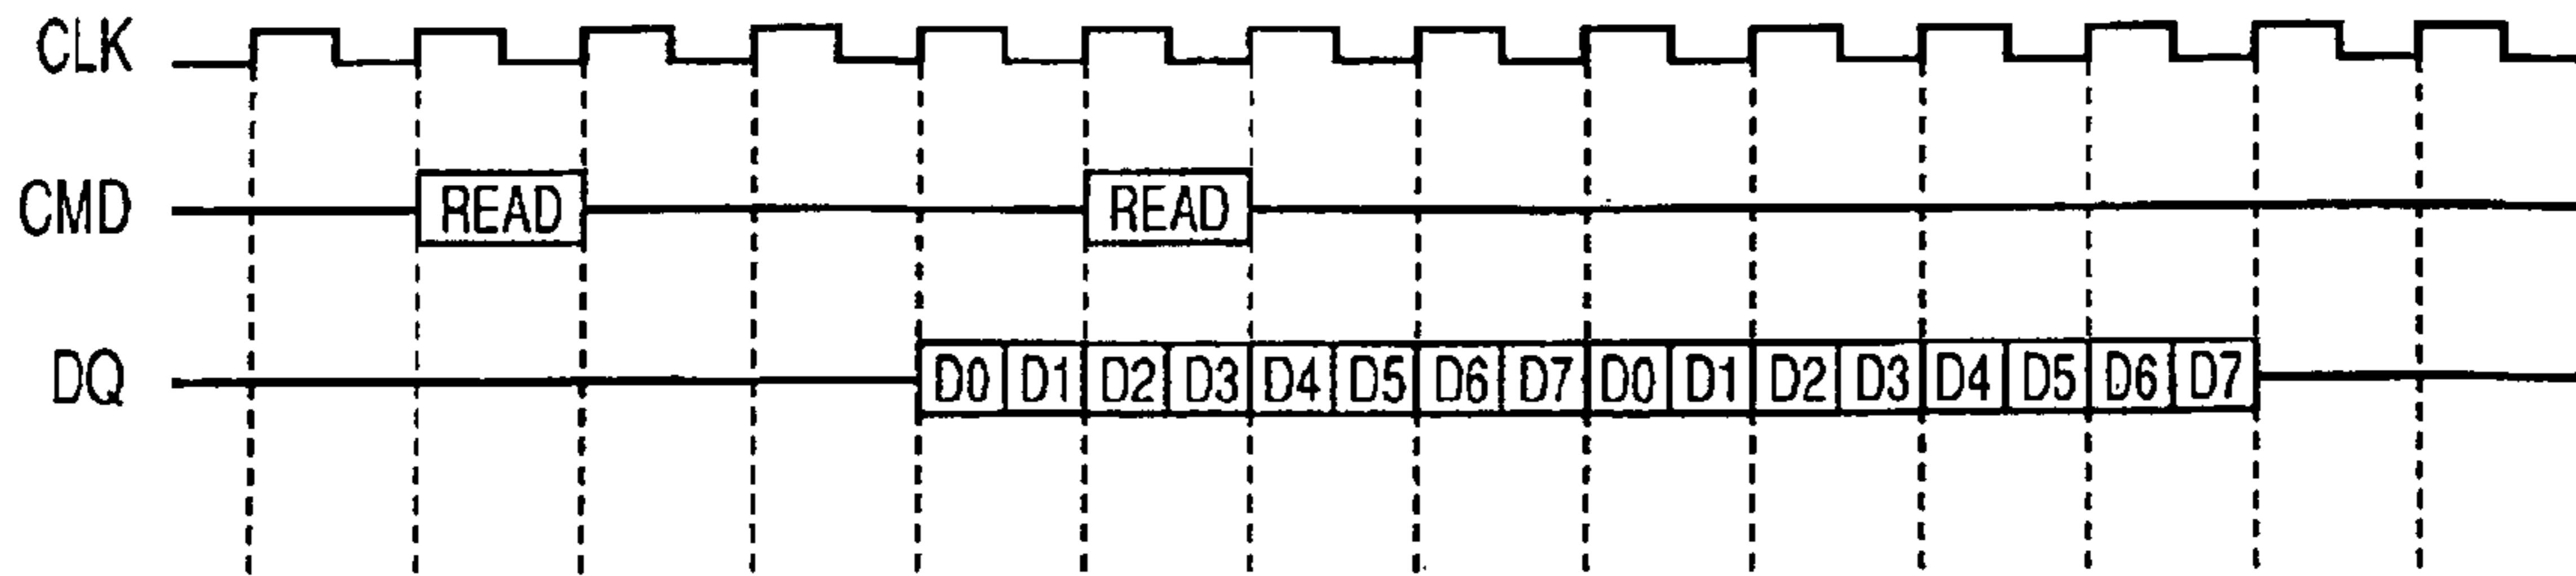 CLK
CMD READ READ
DQ D0 D1 D2 D3 D4 D5 D6 D7 D0 D1 D2 D3 D4 D5 D6 D7